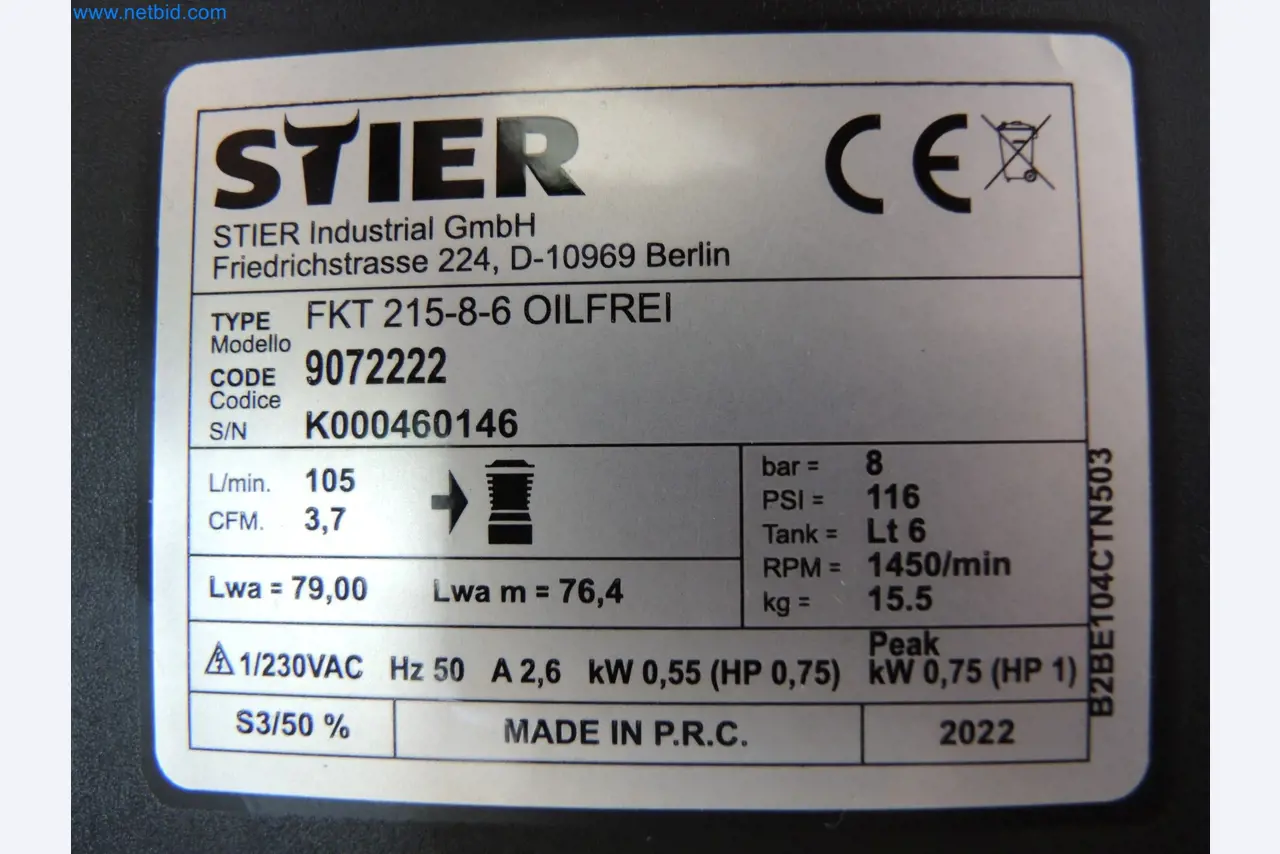 www.netbid.com
STIER
CE
STIER Industrial GmbH
Friedrichstrasse 224, D-10969 Berlin
TYPE FKT 215-8-6 OILFREI
Modello
CODE 9072222
Codice
S/N K000460146
L/min. 105
CFM. 3,7
bar = 8
PSI = 116
Tank = Lt 6
RPM = 1450/min
kg = 15.5
Lwa = 79,00 Lwa m = 76,4
1/230VAC Hz 50 A 2,6 kW 0,55 (HP 0,75)
Peak
kW 0,75 (HP 1)
S3/50 % MADE IN P.R.C. 2022
B2BE104CTN503